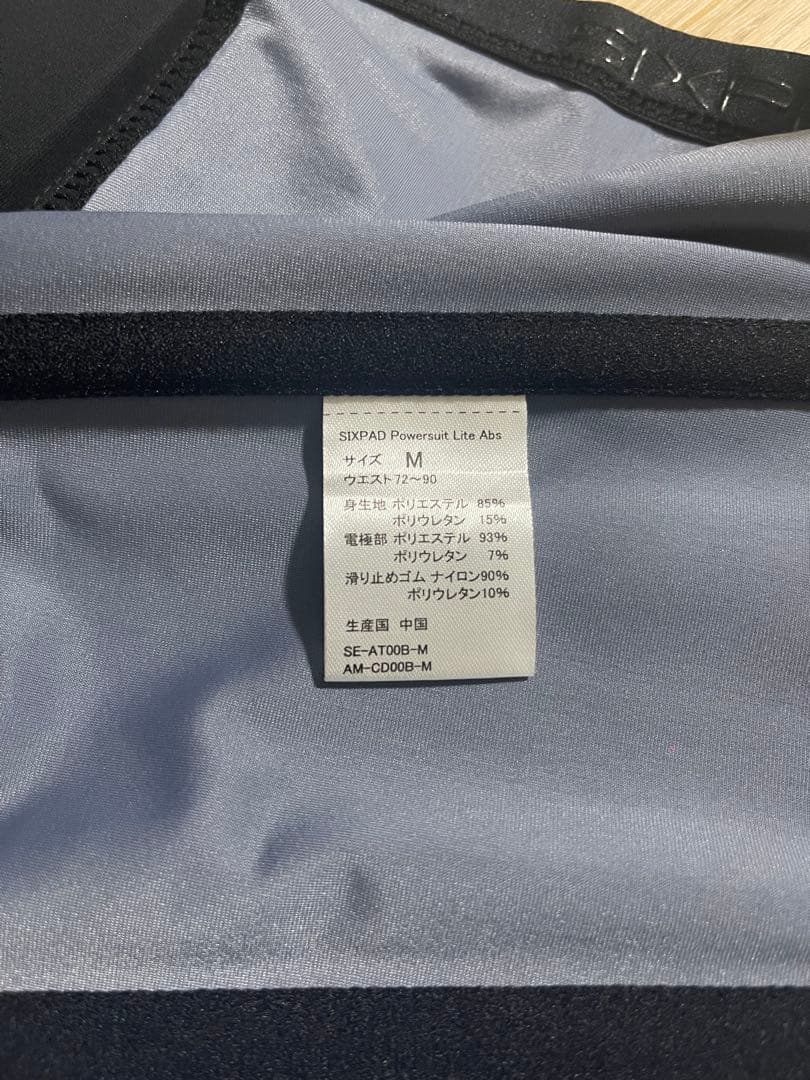 SIXP
SIXPAD Powersuit Lite Abs
サイズ M
ウエスト72～90
身生地 ポリエステル 85%
ポリウレタン 15%
電極部 ポリエステル 93%
ポリウレタン 7%
滑り止めゴム ナイロン90%
ポリウレタン10%
生産国 中国
SE-AT00B-M
AM-CD00B-M